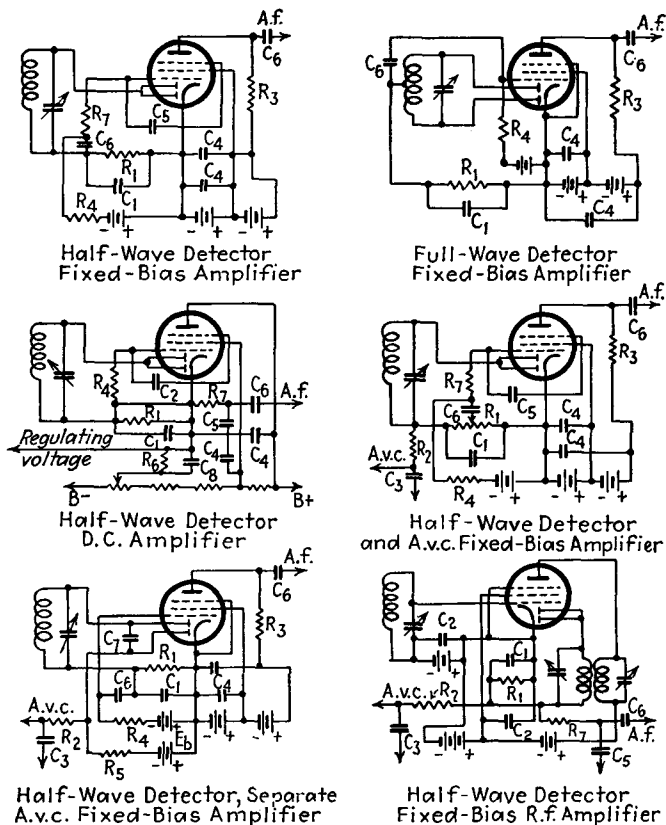 A.f.
C6
R3
R7
C5
C6
C4
R1
C4
C1
R4
- +
- +
- +
Half-Wave Detector
Fixed-Bias Amplifier
A.f.
C6
C6
R3
R4
C4
R1
- +
- +
C4
C1
Full-Wave Detector
Fixed-Bias Amplifier
R4
C2
R7
C6
A.f.
R1
C5
C1
Regulating
voltage
C4
C4
R6
C8
B-
C8
B+
Half-Wave Detector
D.C. Amplifier
A.f.
C6
R3
R7
C5
C6
R1
C4
R2
C1
C4
A.v.c.
C3
R4
- +
- +
- +
Half-Wave Detector
and A.v.c. Fixed-Bias Amplifier
A.f.
C6
R3
C7
R1
C6
C1
C4
A.v.c.
R2
R4
- +
- +
- +
C3
Eb
R5
- +
Half-Wave Detector, Separate
A.v.c. Fixed-Bias Amplifier
C2
C1
- +
R1
A.v.c.
R2
C6
C2
R7
A.f.
C3
- +
- +
C5
Half-Wave Detector
Fixed-Bias R.f. Amplifier